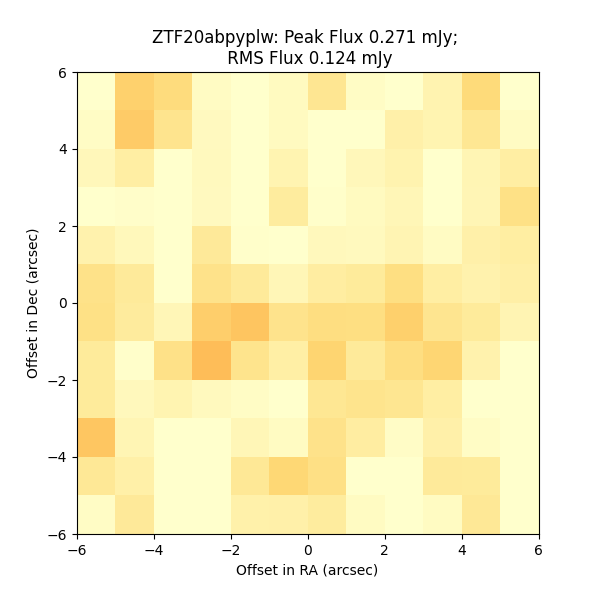 ZTF20abpyplw: Peak Flux 0.271 mJy;
RMS Flux 0.124 mJy
6
4
2
0
−2
−4
−6
Offset in Dec (arcsec)
−6 −4 −2 0 2 4 6
Offset in RA (arcsec)